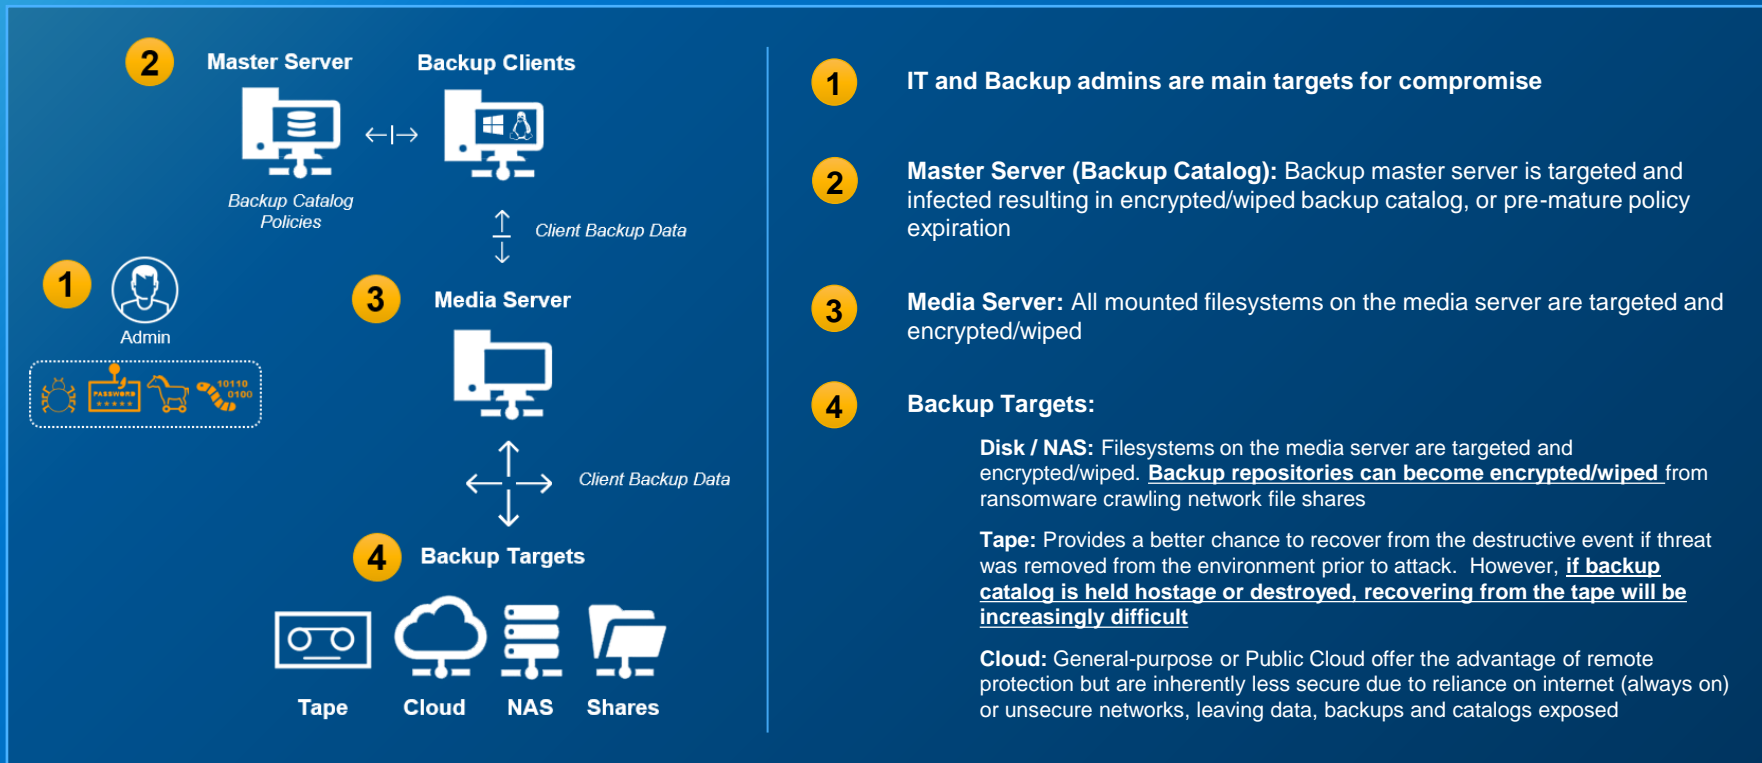 2
Master Server
Backup Clients
Backup Catalog
Policies
Client Backup Data
1
Admin
PASSWORD
*****
10110
0100
3
Media Server
Client Backup Data
4
Backup Targets
Tape
Cloud
NAS
Shares
1
IT and Backup admins are main targets for compromise
2
Master Server (Backup Catalog): Backup master server is targeted and
infected resulting in encrypted/wiped backup catalog, or pre-mature policy
expiration
3
Media Server: All mounted filesystems on the media server are targeted and
encrypted/wiped
4
Backup Targets:
Disk / NAS: Filesystems on the media server are targeted and
encrypted/wiped. Backup repositories can become encrypted/wiped from
ransomware crawling network file shares
Tape: Provides a better chance to recover from the destructive event if threat
was removed from the environment prior to attack.  However, if backup
catalog is held hostage or destroyed, recovering from the tape will be
increasingly difficult
Cloud: General-purpose or Public Cloud offer the advantage of remote
protection but are inherently less secure due to reliance on internet (always on)
or unsecure networks, leaving data, backups and catalogs exposed